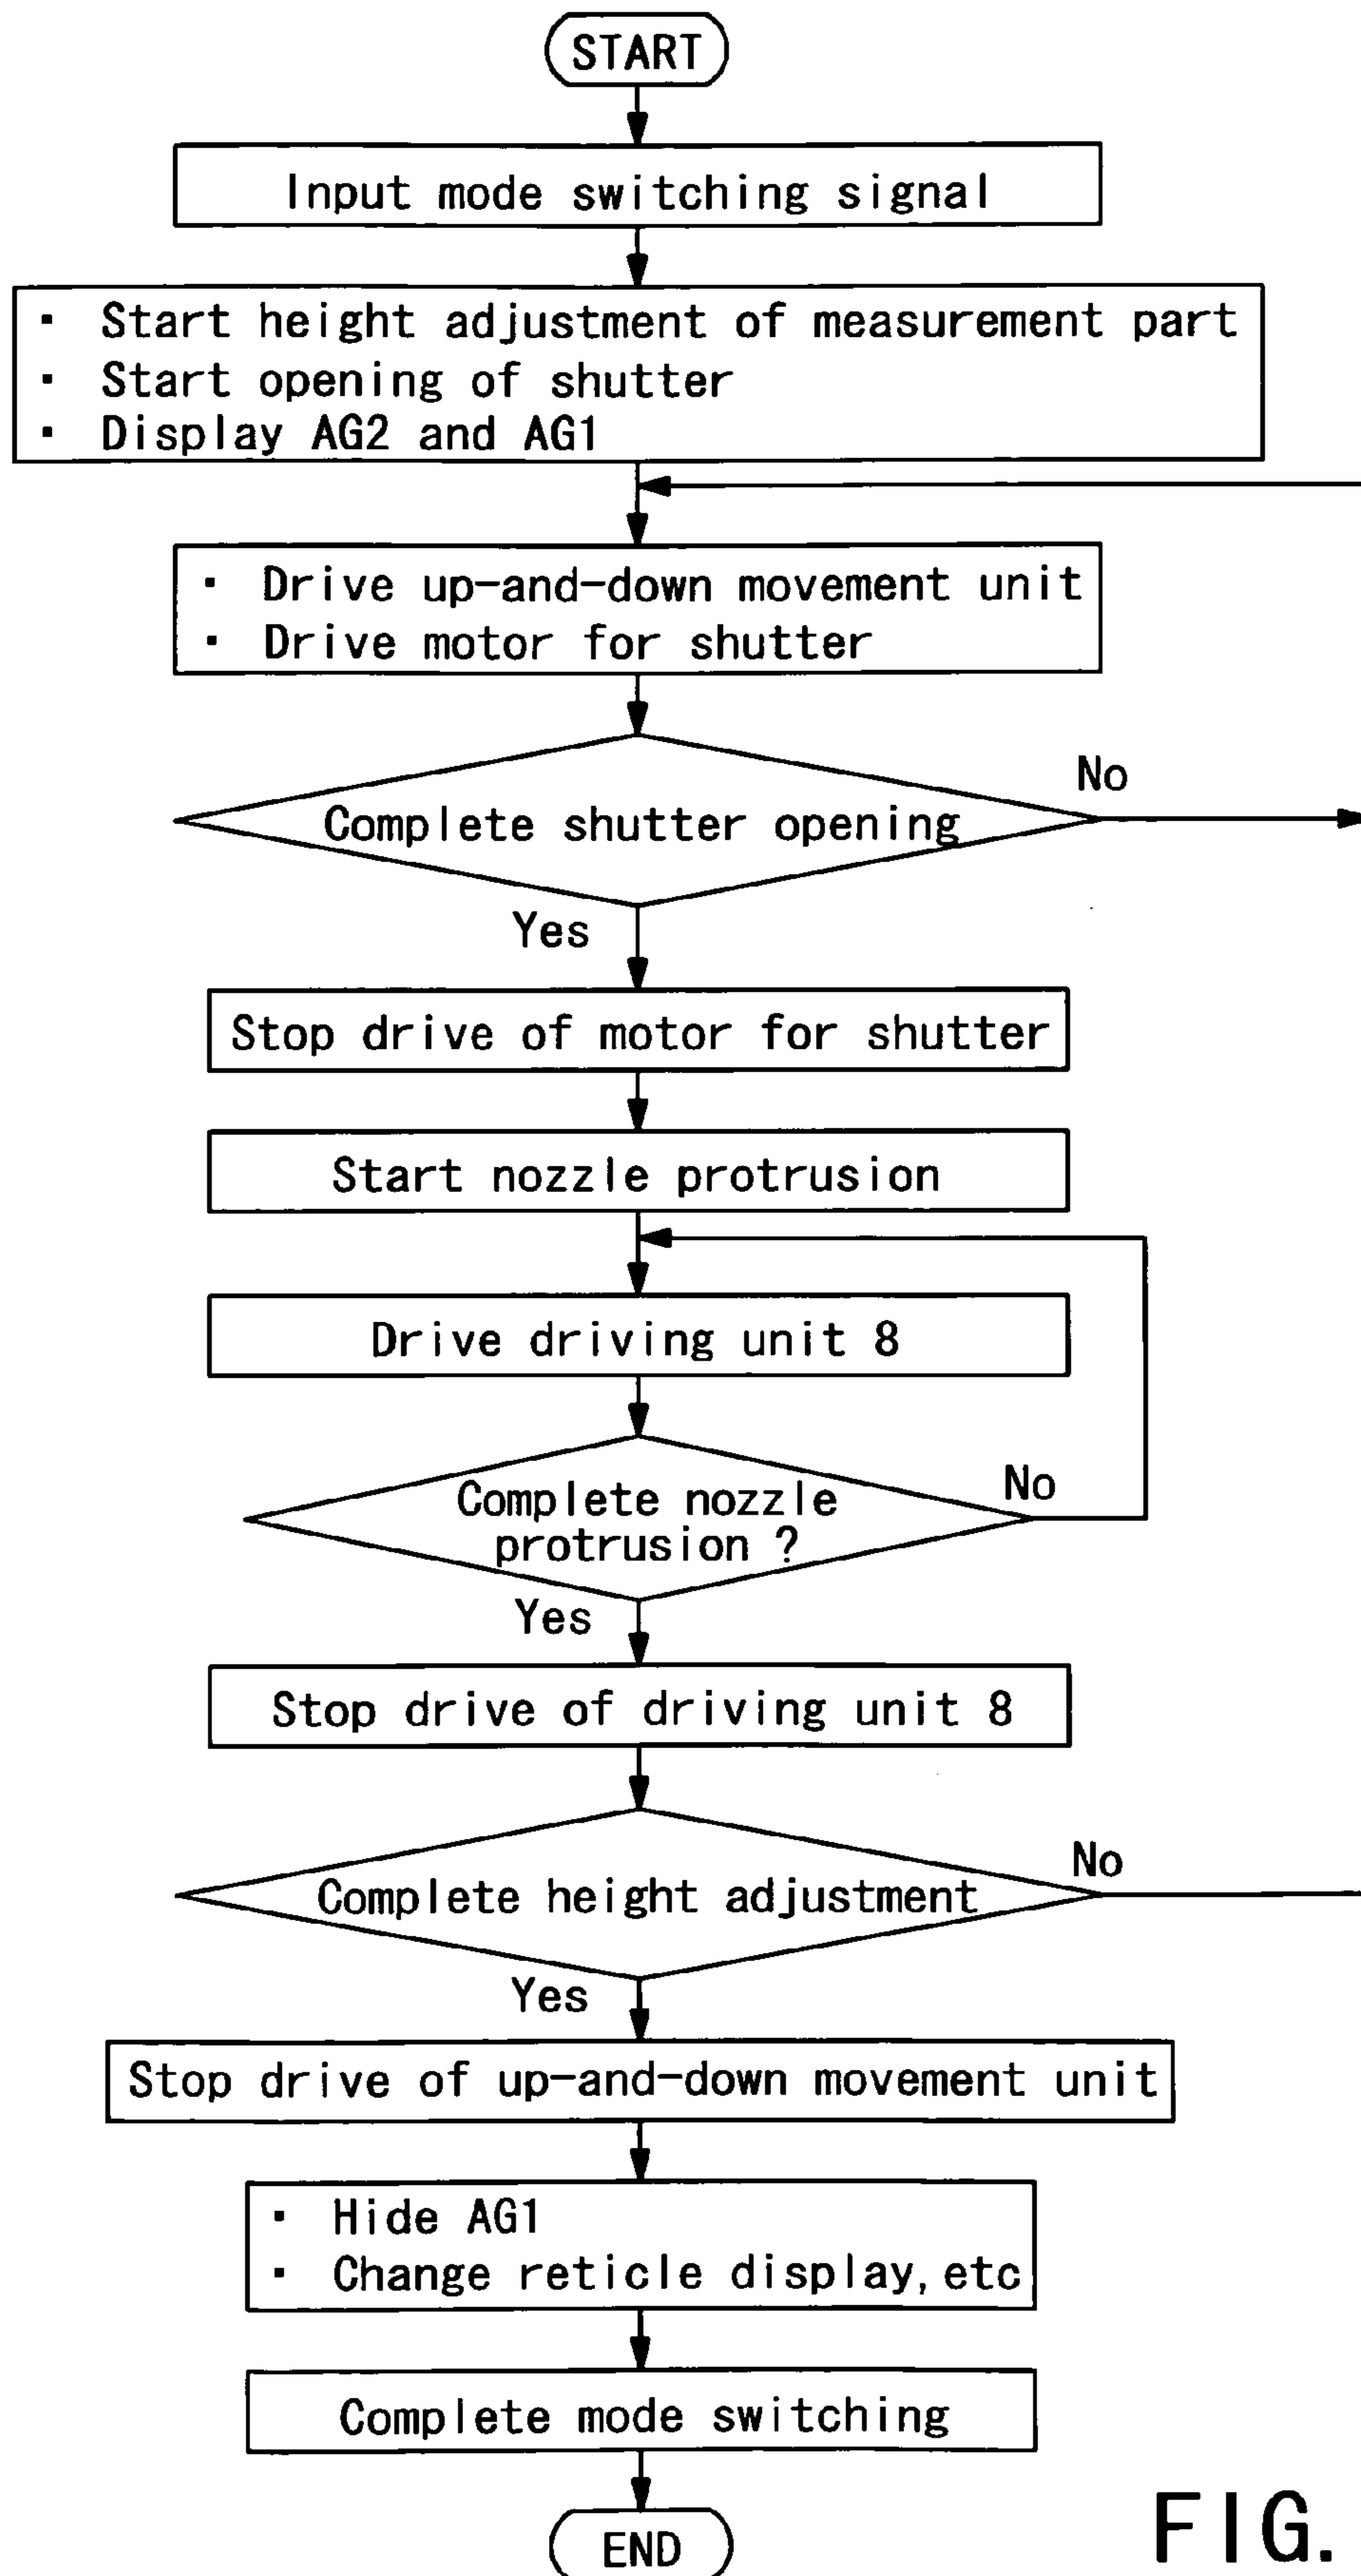 START
Input mode switching signal
· Start height adjustment of measurement part
· Start opening of shutter
· Display AG2 and AG1
· Drive up-and-down movement unit
· Drive motor for shutter
No
Complete shutter opening
Yes
Stop drive of motor for shutter
Start nozzle protrusion
Drive driving unit 8
No
Complete nozzle
protrusion ?
Yes
Stop drive of driving unit 8
No
Complete height adjustment
Yes
Stop drive of up-and-down movement unit
· Hide AG1
· Change reticle display, etc
Complete mode switching
END
FIG.